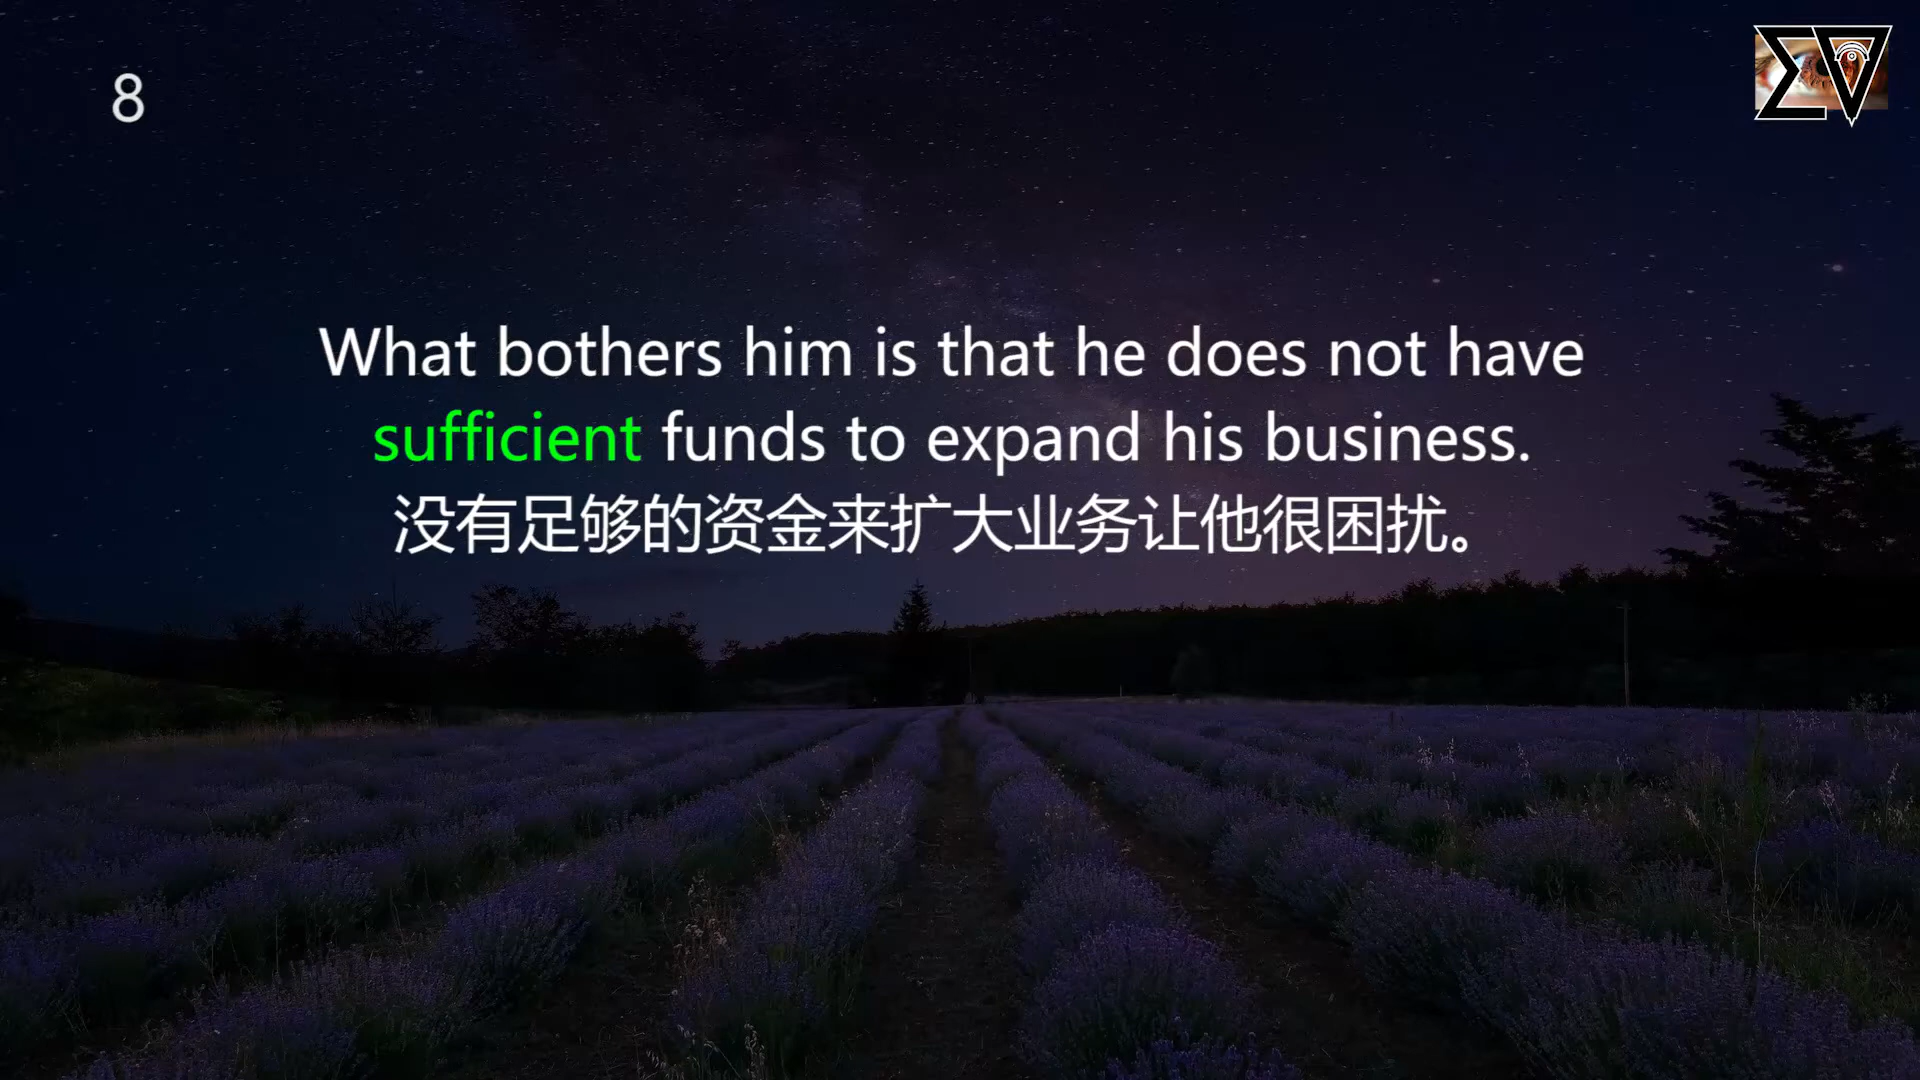 8
What bothers him is that he does not have
sufficient funds to expand his business.
没有足够的资金来扩大业务让他很困扰。